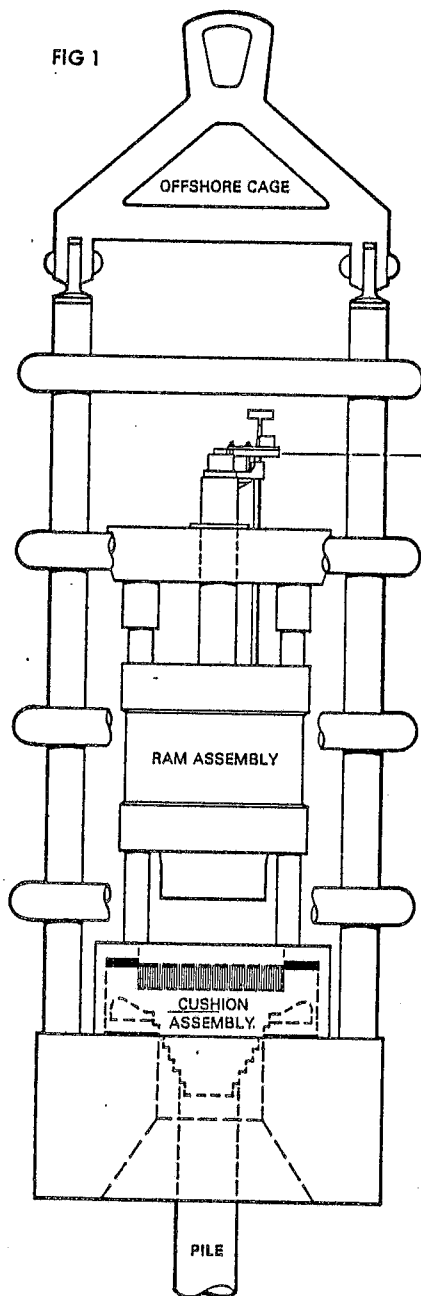 FIG 1
OFFSHORE CAGE
RAM ASSEMBLY
CUSHION
ASSEMBLY.
PILE